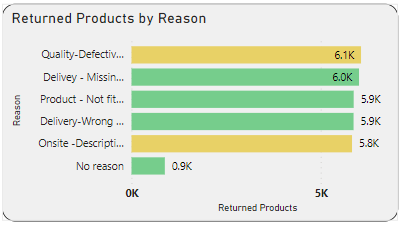 Returned Products by Reason
Quality-Defectiv... 6.1K
Delivey - Missin... 6.0K
Product - Not fit... 5.9K
Delivery-Wrong ... 5.9K
Onsite -Descripti... 5.8K
No reason 0.9K
Reason
0K 5K
Returned Products